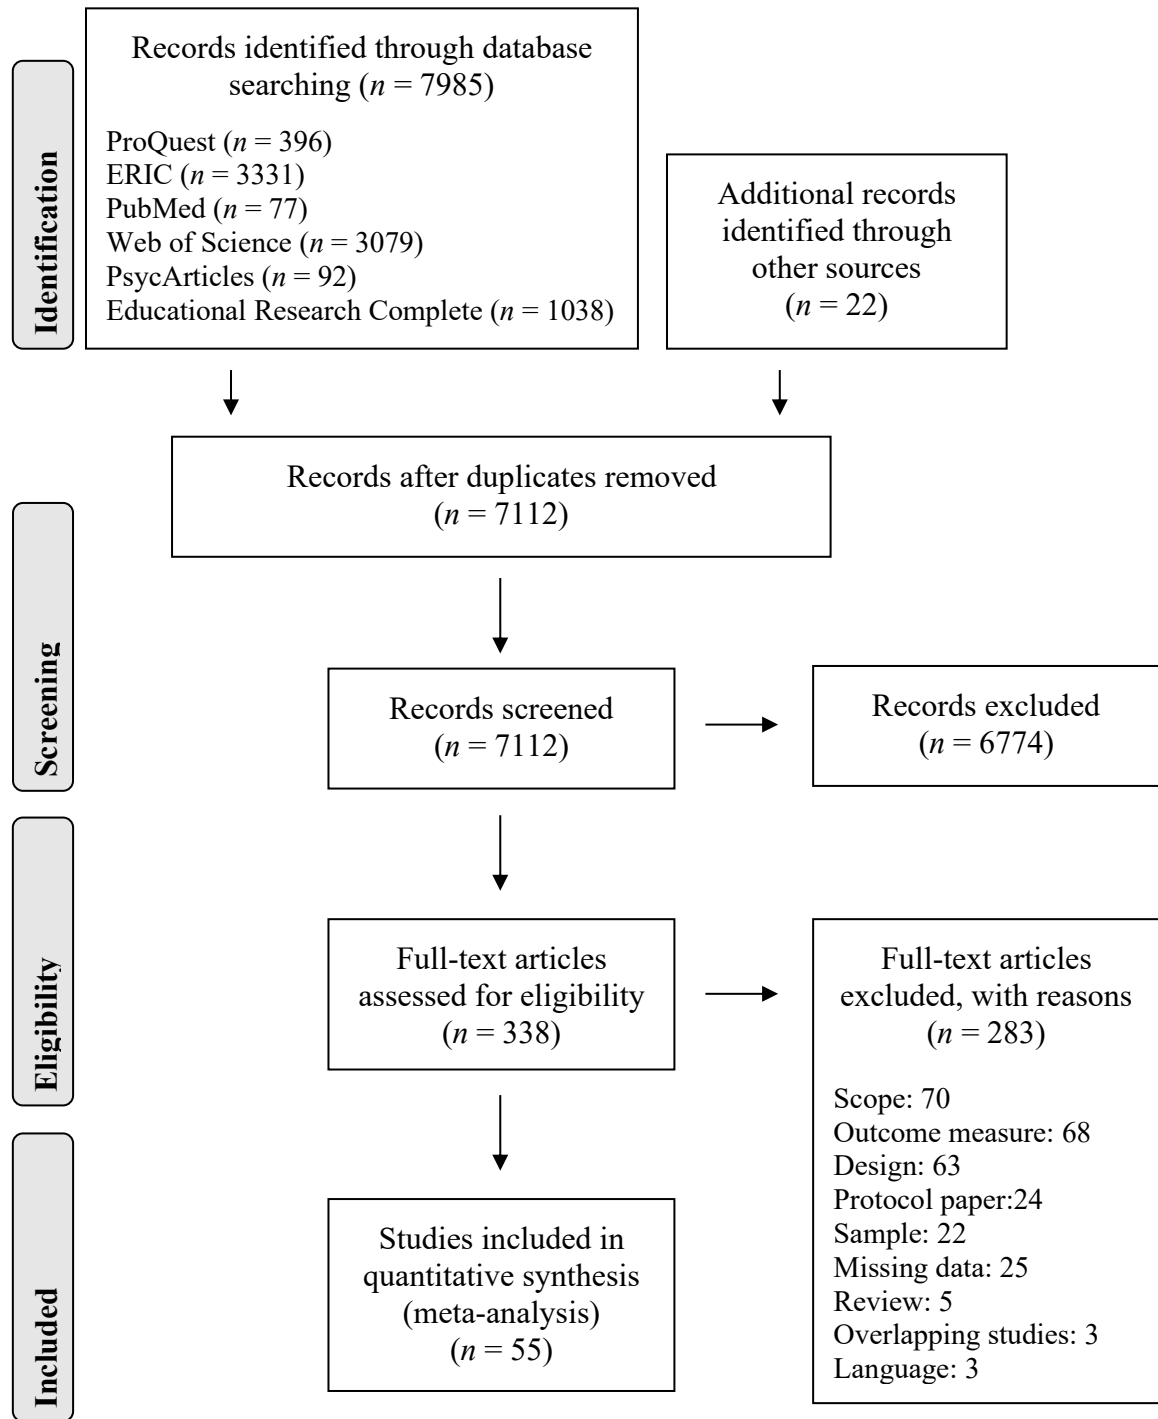 Identification
Records identified through database
searching (n = 7985)
ProQuest (n = 396)
ERIC (n = 3331)
PubMed (n = 77)
Web of Science (n = 3079)
PsycArticles (n = 92)
Educational Research Complete (n = 1038)
Additional records
identified through
other sources
(n = 22)
Records after duplicates removed
(n = 7112)
Screening
Records screened
(n = 7112)
Records excluded
(n = 6774)
Eligibility
Full-text articles
assessed for eligibility
(n = 338)
Full-text articles
excluded, with reasons
(n = 283)
Scope: 70
Outcome measure: 68
Design: 63
Protocol paper:24
Sample: 22
Missing data: 25
Review: 5
Overlapping studies: 3
Language: 3
Included
Studies included in
quantitative synthesis
(meta-analysis)
(n = 55)